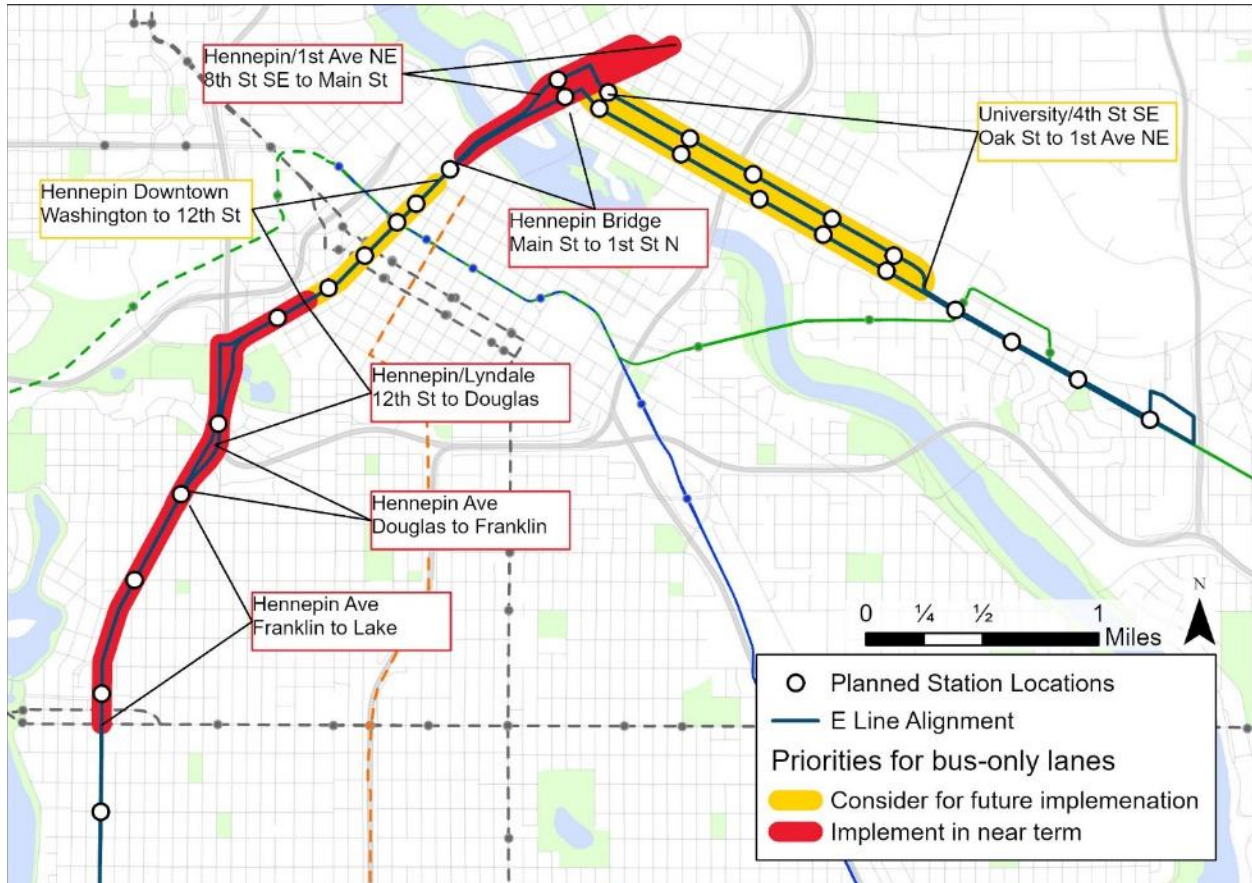 Hennepin/1st Ave NE
8th St SE to Main St
University/4th St SE
Oak St to 1st Ave NE
Hennepin Downtown
Washington to 12th St
Hennepin Bridge
Main St to 1st St N
Hennepin/Lyndale
12th St to Douglas
Hennepin Ave
Douglas to Franklin
Hennepin Ave
Franklin to Lake
N
0 ¼ ½ 1
Miles
Planned Station Locations
E Line Alignment
Priorities for bus-only lanes
Consider for future implemenation
Implement in near term